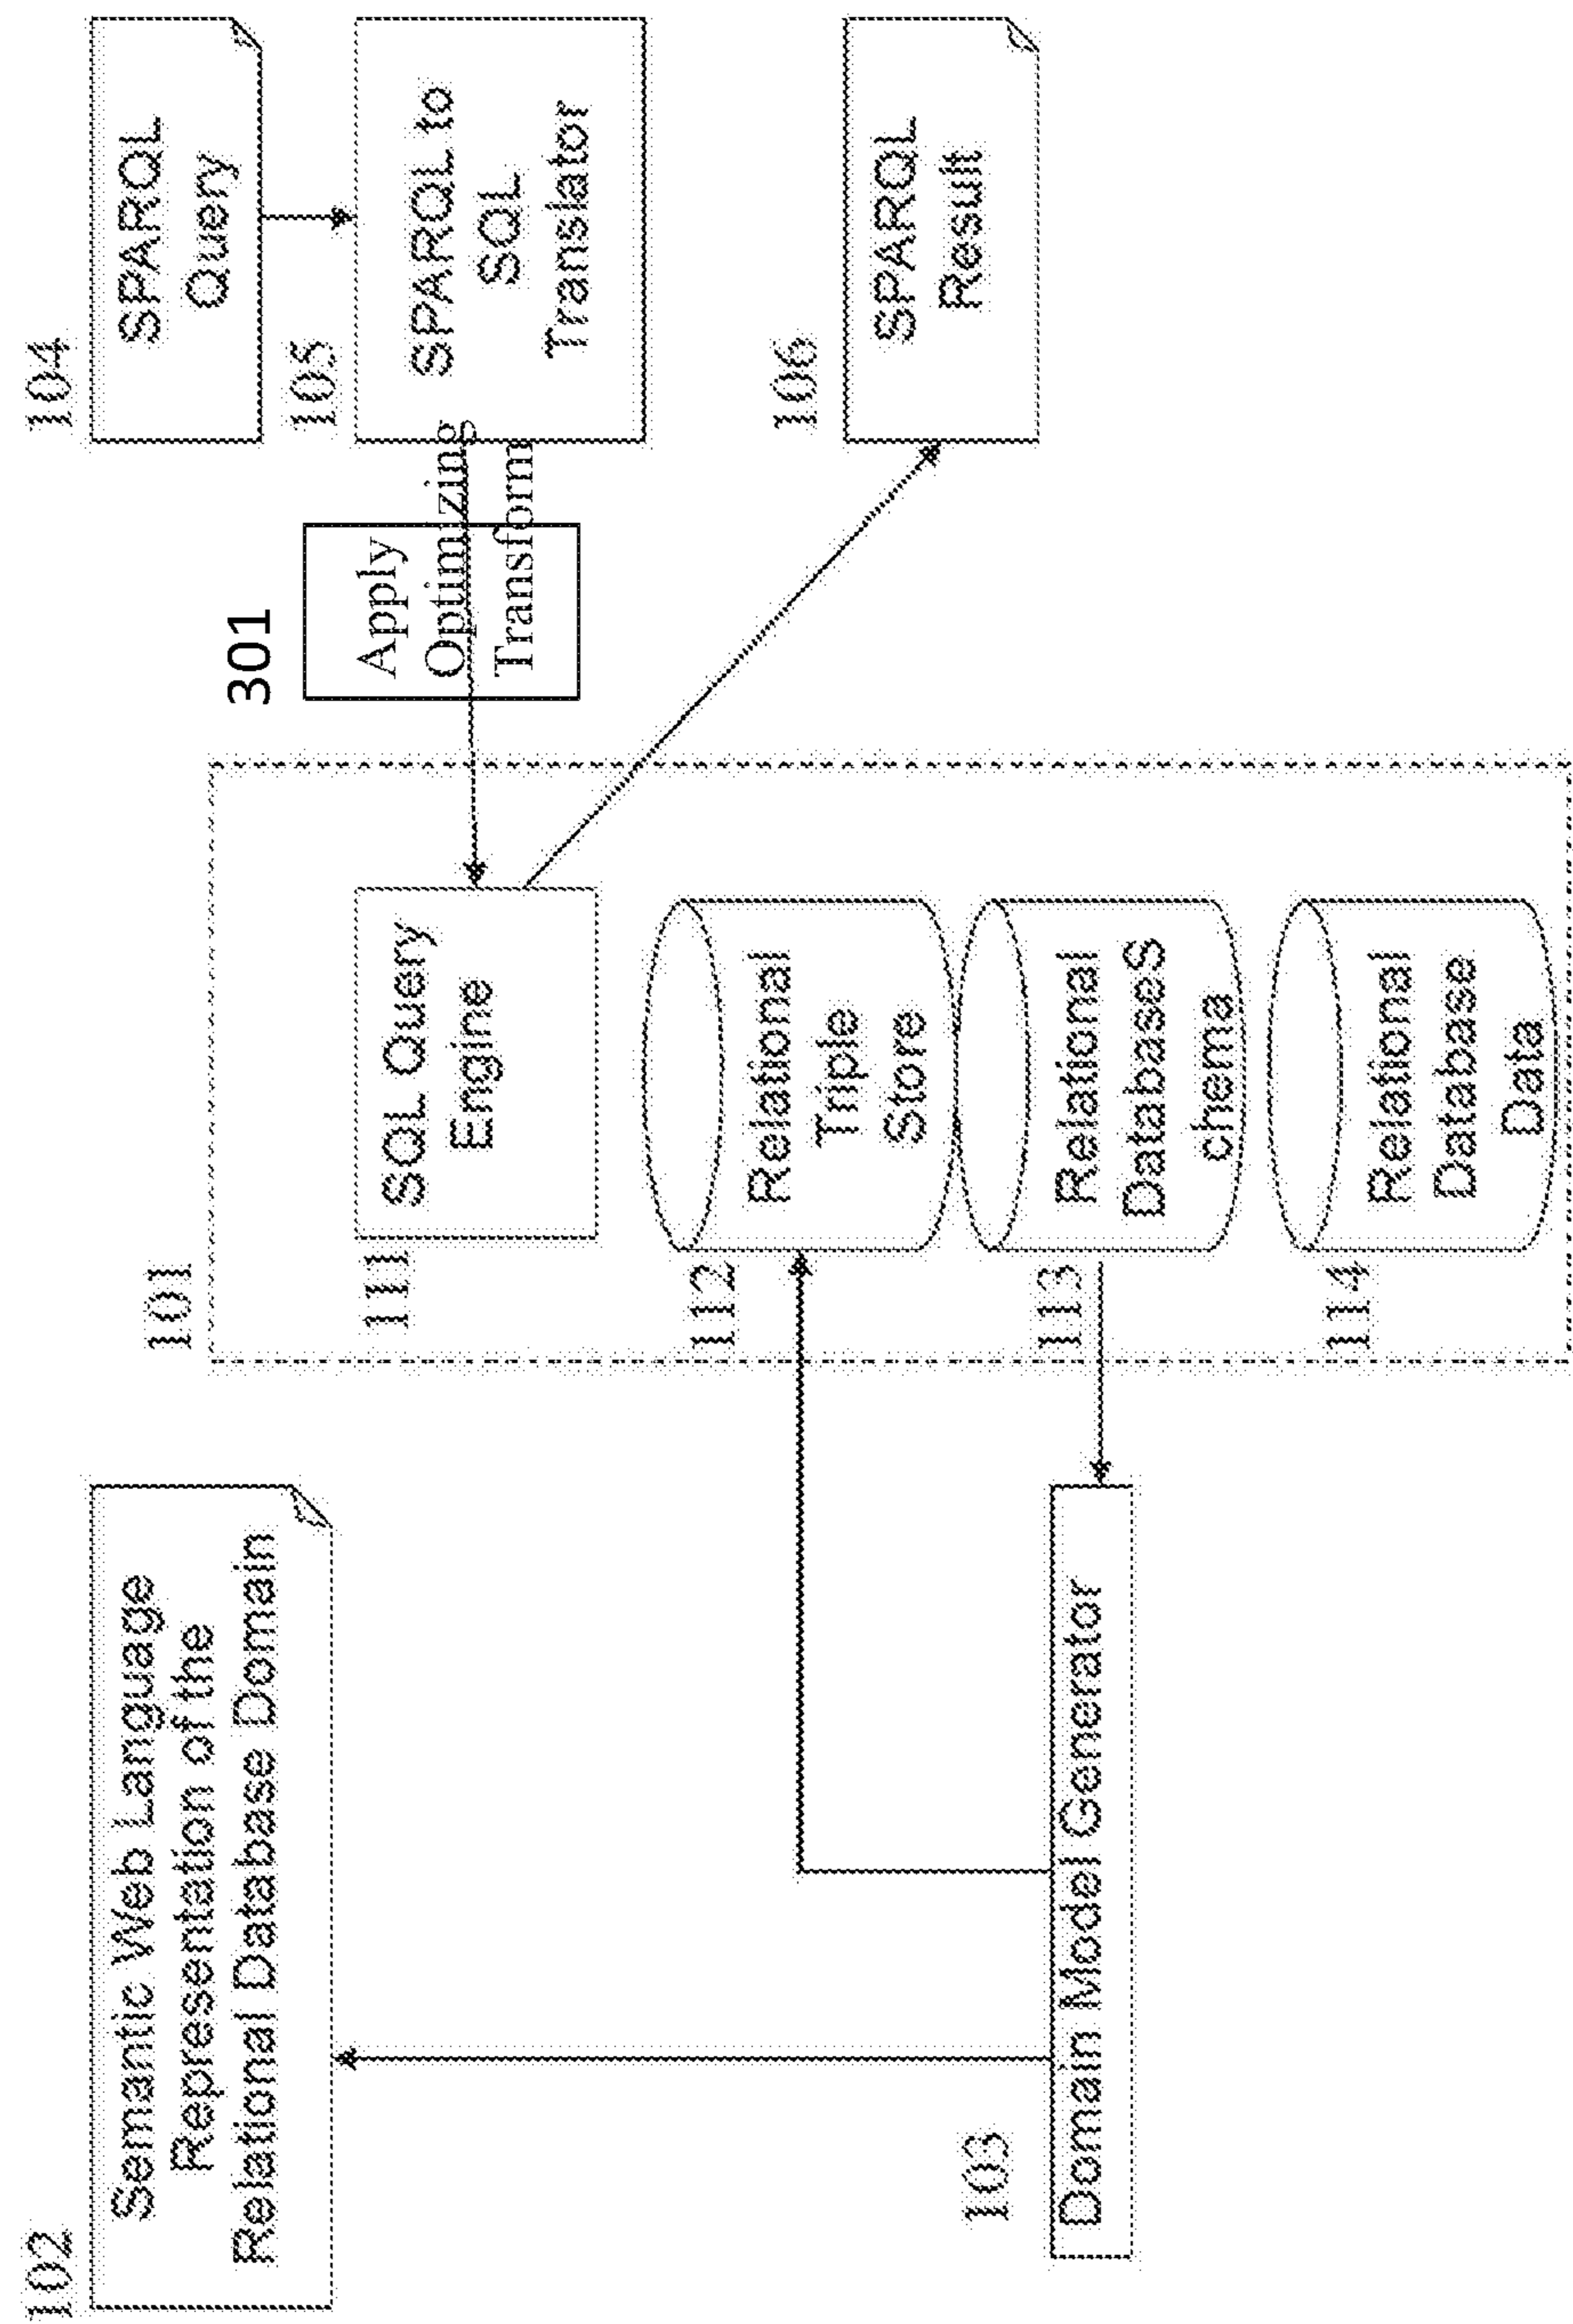 102
Semantic Web Language
Representation of the
Relational Database Domain
103
Domain Model Generator
101
111
SQL Query
Engine
112
Relational
Triple
Store
113
Relational
DatabaseS
chema
114
Relational
Database
Data
301
Apply
Optimizing
Transform
104
SPARQL
Query
105
SPARQL to
SQL
Translator
106
SPARQL
Result